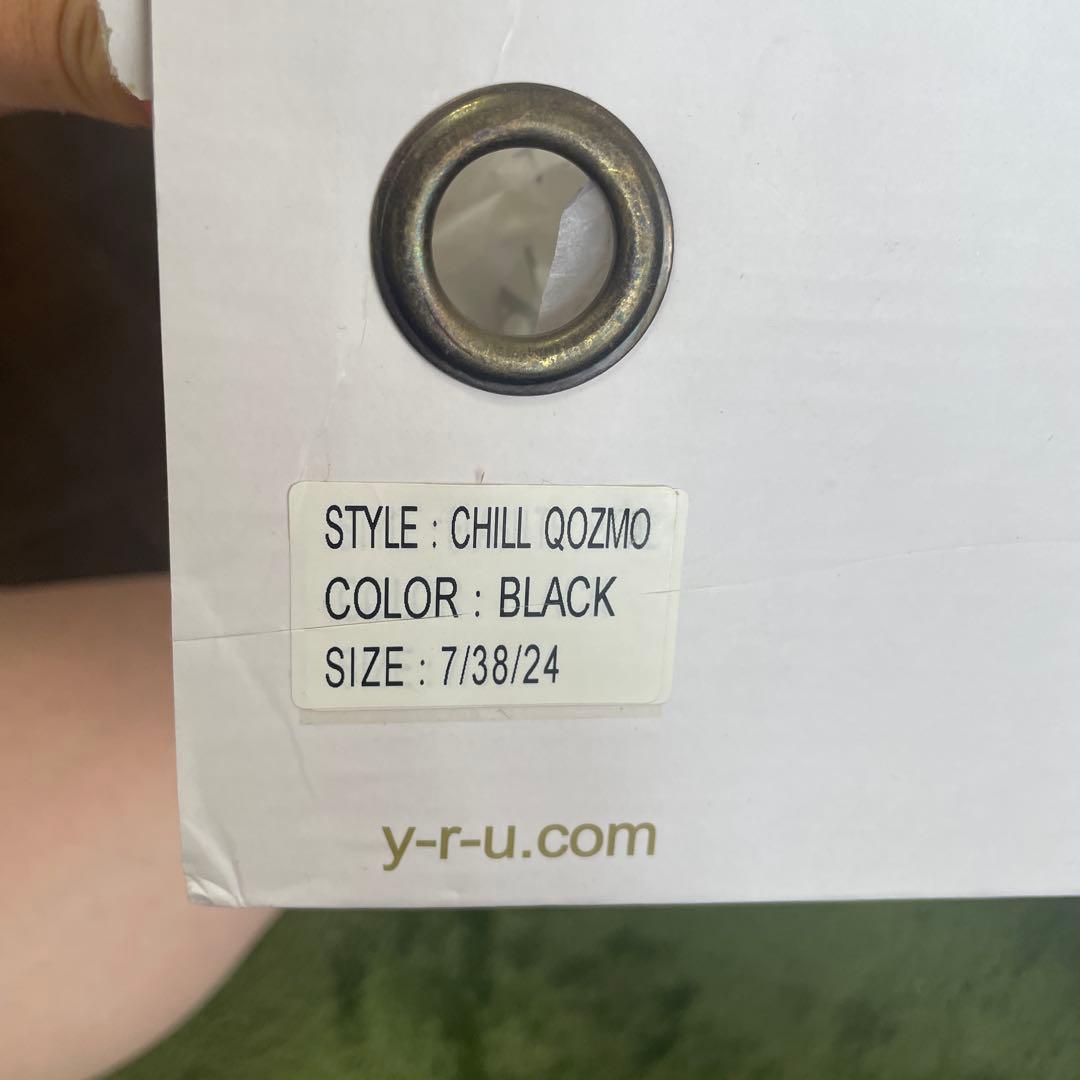 STYLE : CHILL QOZMO
COLOR : BLACK
SIZE : 7/38/24
y-r-u.com